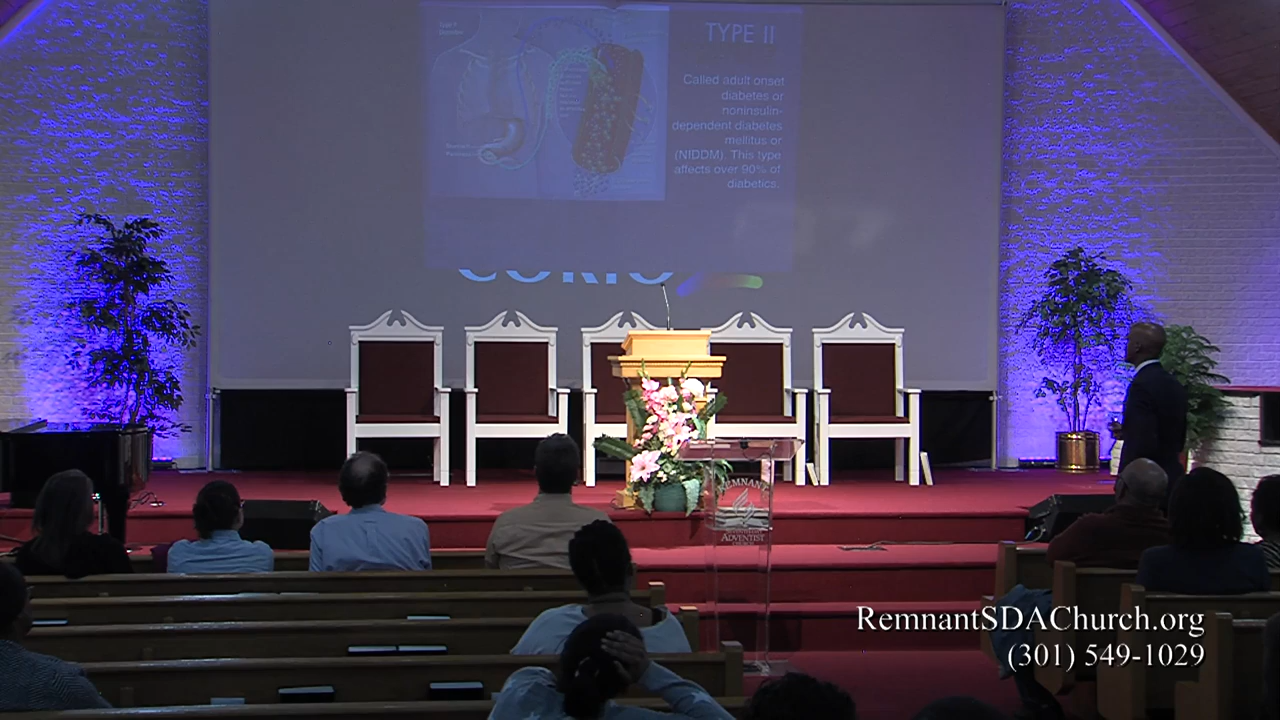 TYPE II
Called adult onset
diabetes or
noninsulin-
dependent diabetes
mellitus or
(NIDDM). This type
affects over 90% of
diabetics.
REMNANT
ADVENTIST
CHURCH
RemnantSDAChurch.org
(301) 549-1029